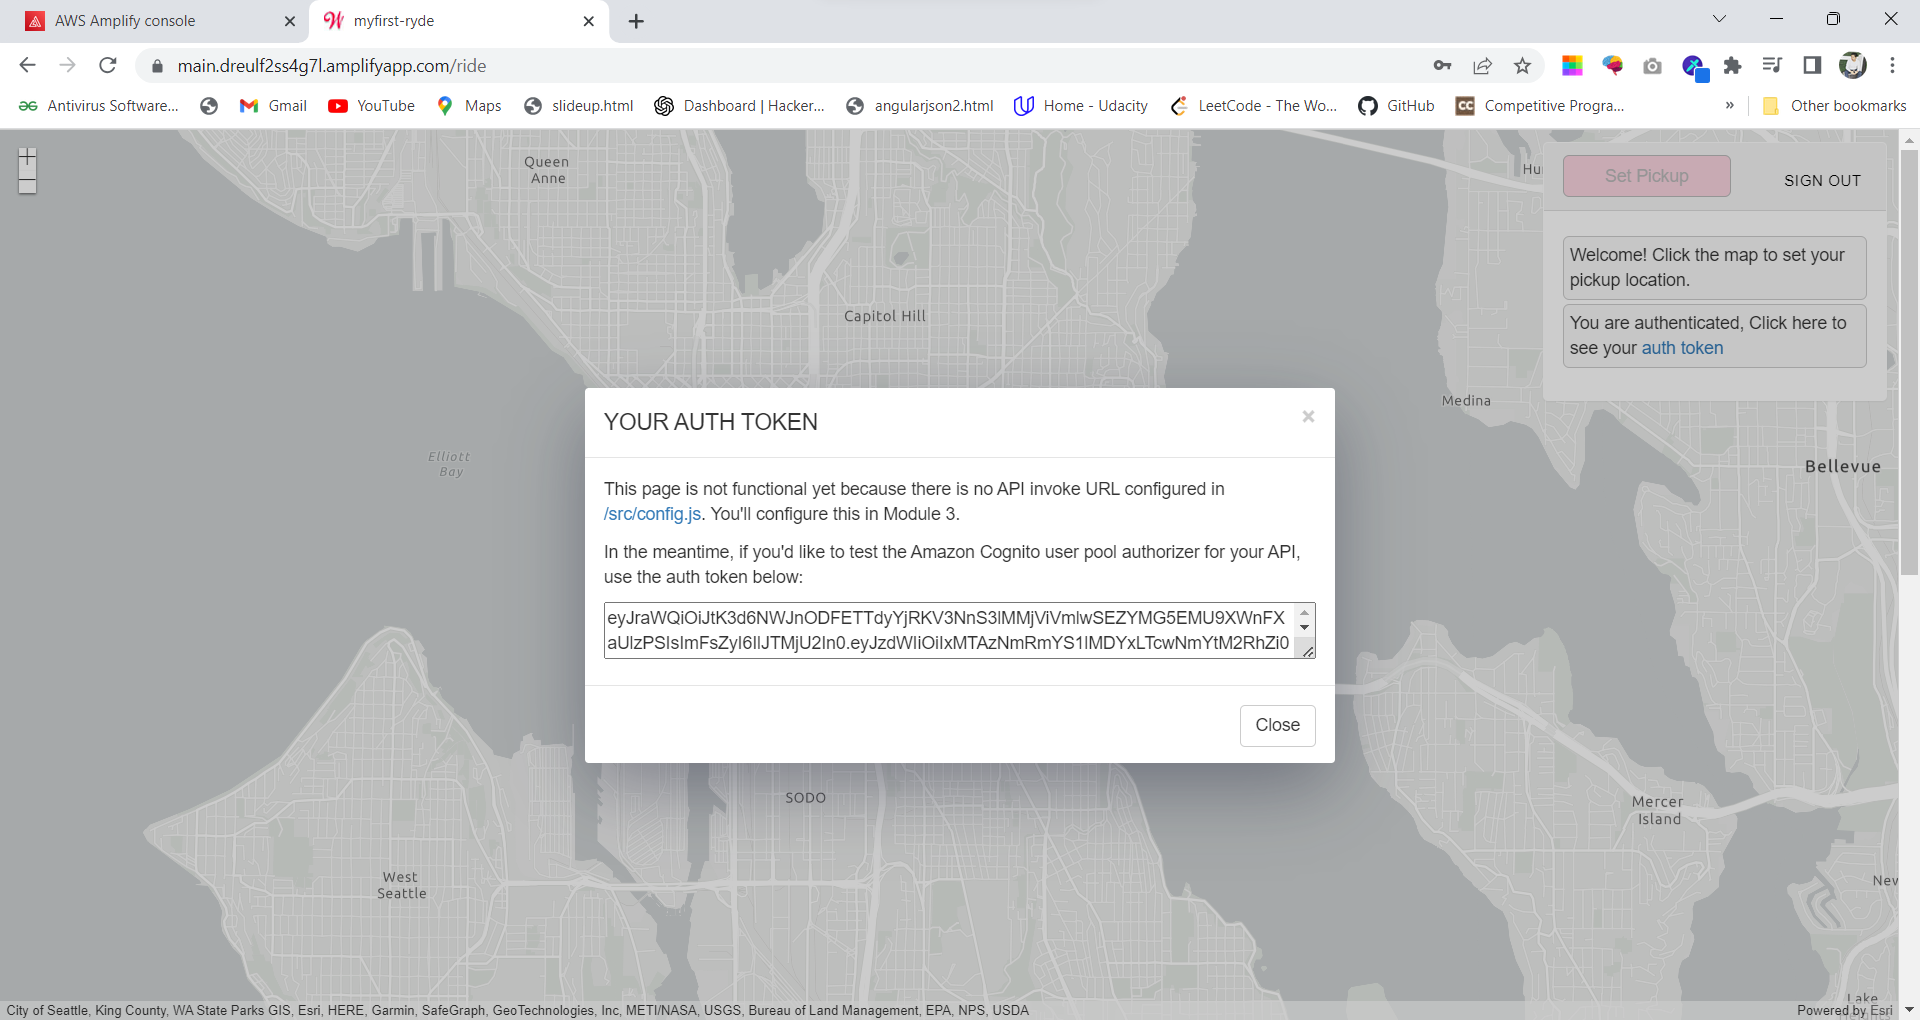 AWS Amplify console
myfirst-ryde
main.dreulf2ss4g7l.amplifyapp.com/ride
Antivirus Software...
Gmail
YouTube
Maps
slideup.html
Dashboard | Hacker...
angularjson2.html
Home - Udacity
LeetCode - The Wo...
GitHub
CC
Competitive Progra...
»
Other bookmarks
+
−
Queen
Anne
Hu
Set Pickup
SIGN OUT
Welcome! Click the map to set your
pickup location.
You are authenticated, Click here to
see your auth token
Capitol Hill
Medina
Elliott
Bay
Bellevue
YOUR AUTH TOKEN
×
This page is not functional yet because there is no API invoke URL configured in
/src/config.js. You'll configure this in Module 3.
In the meantime, if you'd like to test the Amazon Cognito user pool authorizer for your API,
use the auth token below:
Close
SODO
Mercer
Island
West
Seattle
New
Lake
City of Seattle, King County, WA State Parks GIS, Esri, HERE, Garmin, SafeGraph, GeoTechnologies, Inc, METI/NASA, USGS, Bureau of Land Management, EPA, NPS, USDA
Powered by Esri